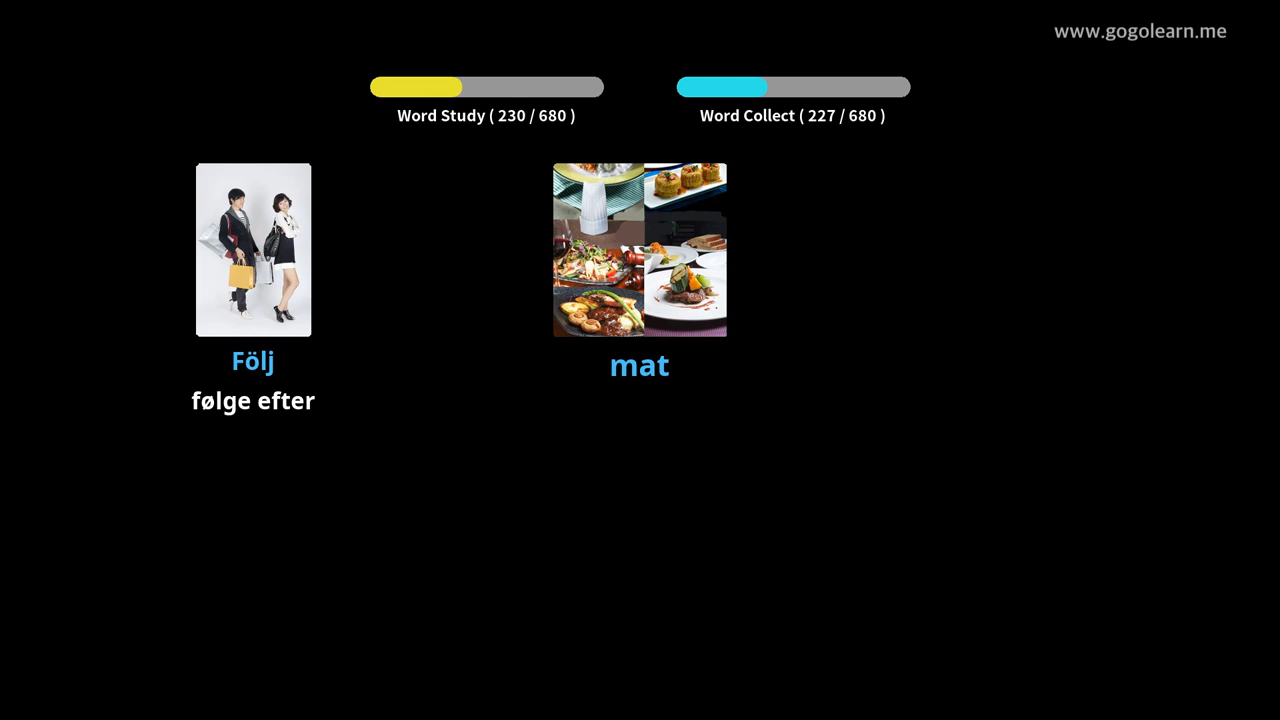 www.gogolearn.me
Word Study ( 230 / 680 )
Word Collect ( 227 / 680 )
Följ
følge efter
mat